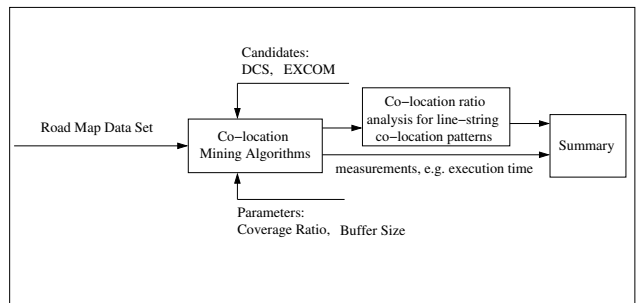 Candidates:
DCS, EXCOM
Road Map Data Set
Co−location
Mining Algorithms
Co−location ratio
analysis for line−string
co−location patterns
Summary
measurements, e.g. execution time
Parameters:
Coverage Ratio, Buffer Size